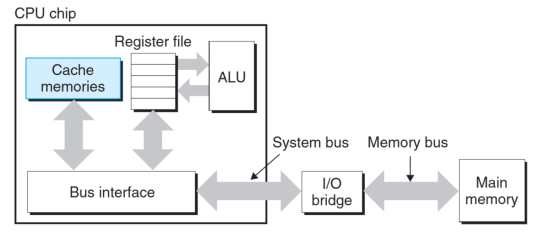 CPU chip
Register file
Cache
memories
ALU
System bus
Memory bus
Bus interface
I/O
bridge
Main
memory